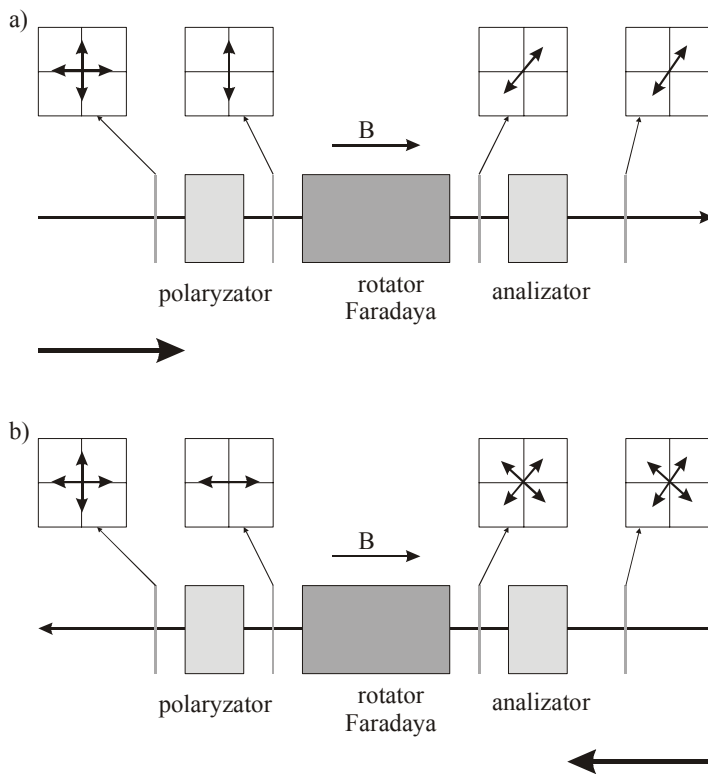 a)
B
polaryzator
rotator
Faradaya
analizator
b)
B
polaryzator
rotator
Faradaya
analizator